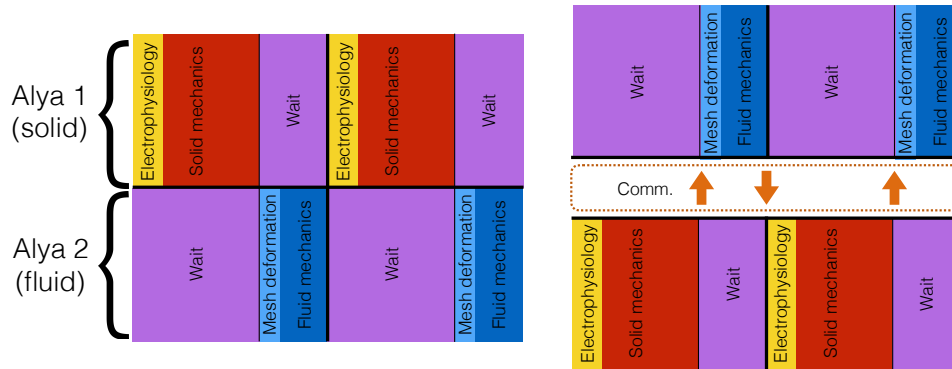 Alya 1
(solid)
Electrophysiology
Solid mechanics
Wait
Electrophysiology
Solid mechanics
Wait
Alya 2
(fluid)
Wait
Mesh deformation
Fluid mechanics
Wait
Mesh deformation
Fluid mechanics
Wait
Mesh deformation
Fluid mechanics
Wait
Mesh deformation
Fluid mechanics
Comm.
Electrophysiology
Solid mechanics
Wait
Electrophysiology
Solid mechanics
Wait